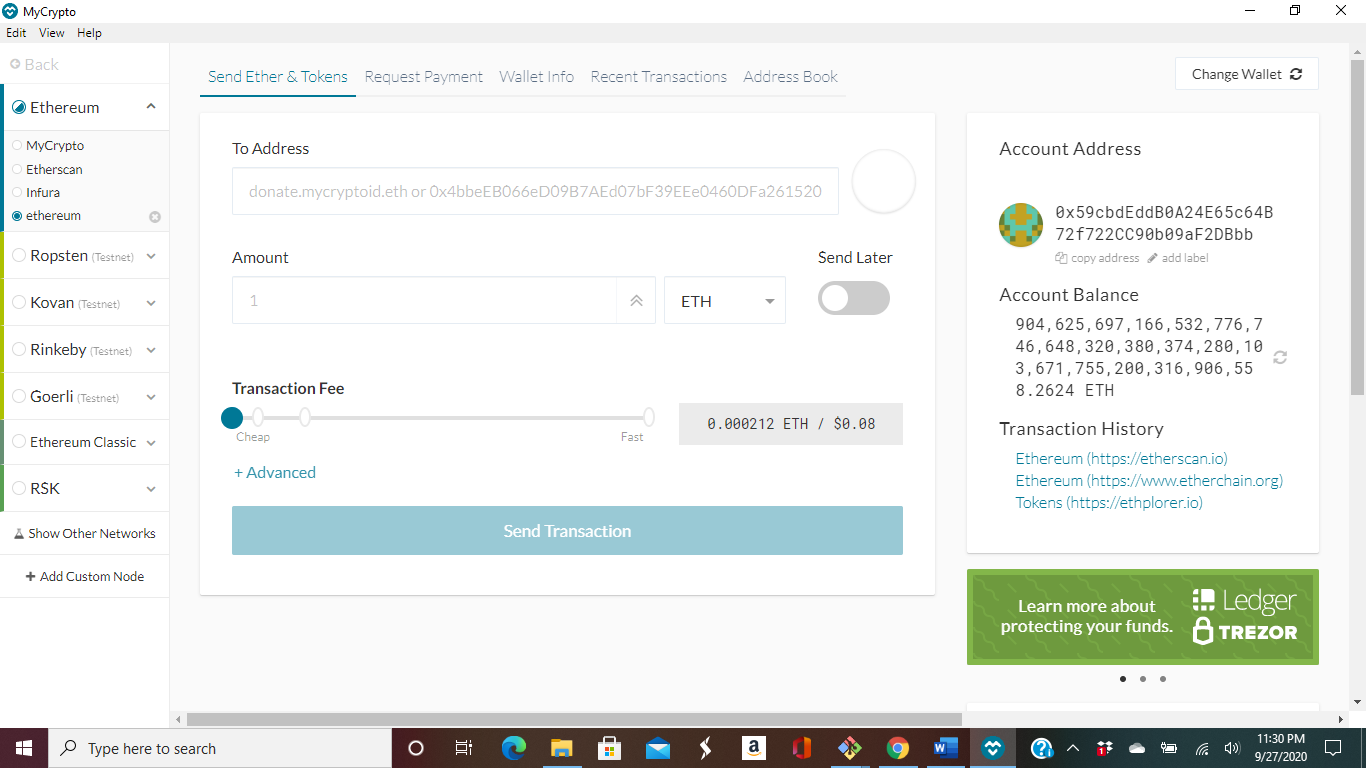 MyCrypto
Edit View Help
Back
Ethereum
MyCrypto
Etherscan
Infura
ethereum
Ropsten (Testnet)
Kovan (Testnet)
Rinkeby (Testnet)
Goerli (Testnet)
Ethereum Classic
RSK
Show Other Networks
Add Custom Node
Send Ether & Tokens Request Payment Wallet Info Recent Transactions Address Book
Change Wallet
To Address
donate.mycryptoid.eth or 0x4bbeEB066eD09B7AEd07bF39EEe0460DFa261520
Amount
Send Later
1
ETH
Transaction Fee
Cheap
Fast
0.000212 ETH / $0.08
+ Advanced
Send Transaction
Account Address
0x59cbdEddB0A24E65c64B
72f722CC90b09aF2DBbb
copy address add label
Account Balance
904,625,697,166,532,776,7
46,648,320,380,374,280,10
3,671,755,200,316,906,55
8.2624 ETH
Transaction History
Ethereum (https://etherscan.io)
Ethereum (https://www.etherchain.org)
Tokens (https://ethplorer.io)
Learn more about
protecting your funds.
Ledger
TREZOR
Type here to search
11:30 PM
9/27/2020